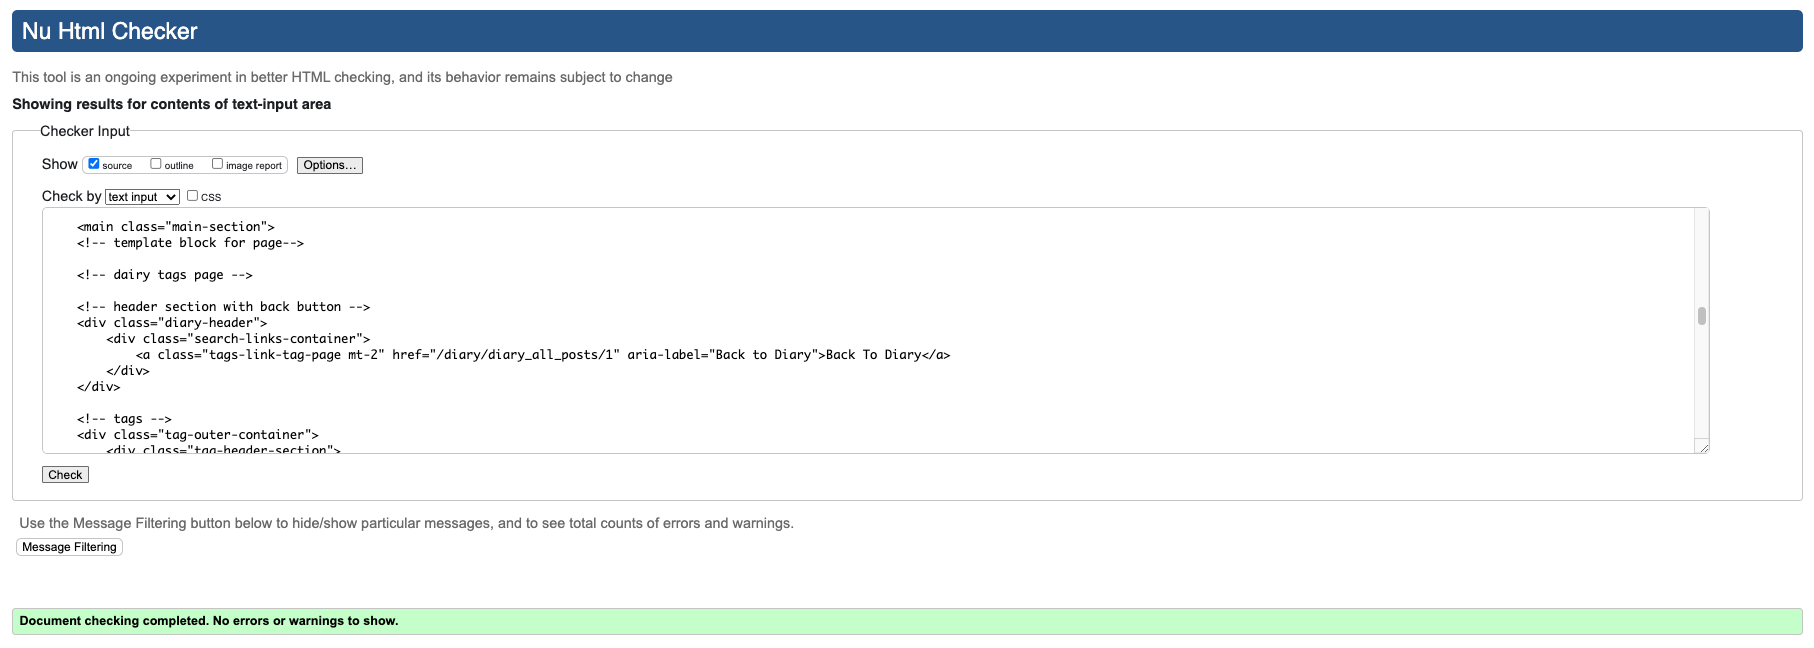 Nu Html Checker
This tool is an ongoing experiment in better HTML checking, and its behavior remains subject to change
Showing results for contents of text-input area
Checker Input
Show source outline image report Options...
Check by text input CSS
<main class="main-section">
<!-- template block for page-->
<!-- dairy tags page -->
<!-- header section with back button -->
<div class="diary-header">
<div class="search-links-container">
<a class="tags-link-tag-page mt-2" href="/diary/diary_all_posts/1" aria-label="Back to Diary">Back To Diary</a>
</div>
</div>
<!-- tags -->
<div class="tag-outer-container">
<div class="tag-header-section">
Check
Use the Message Filtering button below to hide/show particular messages, and to see total counts of errors and warnings.
Message Filtering
Document checking completed. No errors or warnings to show.